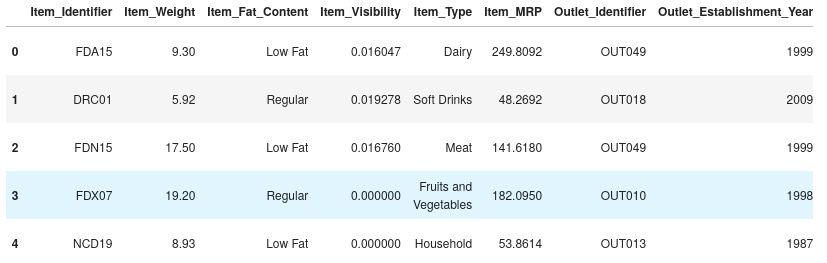 Item_Identifier Item_Weight Item_Fat_Content Item_Visibility Item_Type Item_MRP Outlet_Identifier Outlet_Establishment_Year
0 FDA15 9.30 Low Fat 0.016047 Dairy 249.8092 OUT049 1999
1 DRC01 5.92 Regular 0.019278 Soft Drinks 48.2692 OUT018 2009
2 FDN15 17.50 Low Fat 0.016760 Meat 141.6180 OUT049 1999
3 FDX07 19.20 Regular 0.000000 Fruits and Vegetables 182.0950 OUT010 1998
4 NCD19 8.93 Low Fat 0.000000 Household 53.8614 OUT013 1987